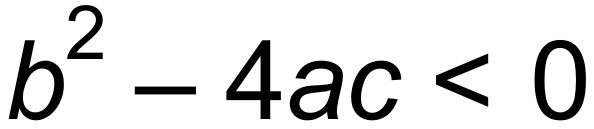 b² – 4ac < 0